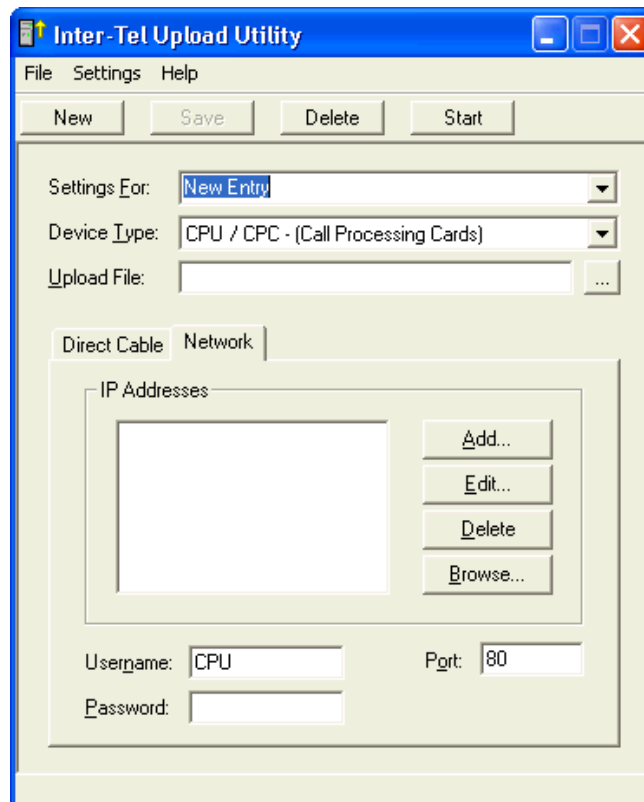 Inter-Tel Upload Utility
File Settings Help
New Save Delete Start
Settings For: New Entry
Device Type: CPU / CPC - (Call Processing Cards)
Upload File: ...
Direct Cable Network
IP Addresses
Add...
Edit...
Delete
Browse...
Username: CPU Port: 80
Password: